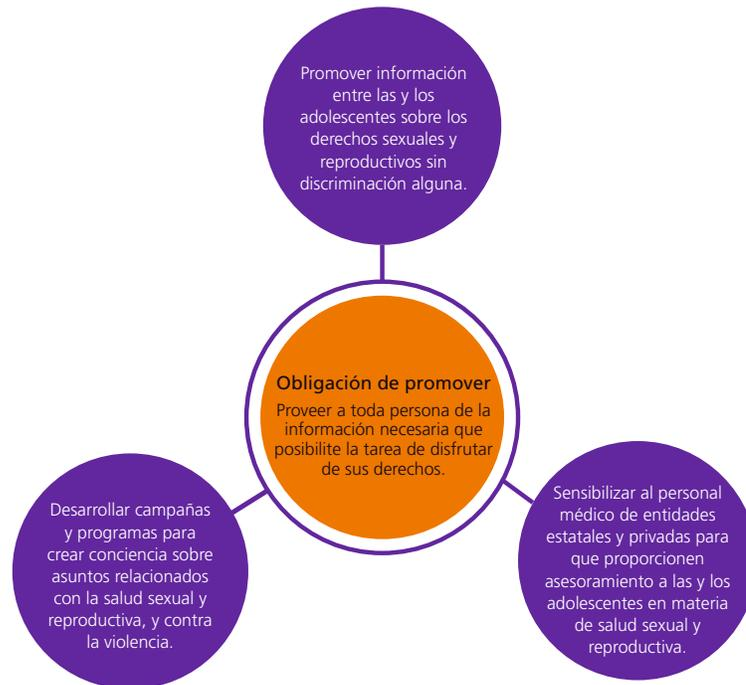 Promover información
entre las y los
adolescentes sobre los
derechos sexuales y
reproductivos sin
discriminación alguna.
Obligación de promover
Proveer a toda persona de la
información necesaria que
posibilite la tarea de disfrutar
de sus derechos.
Desarrollar campañas
y programas para
crear conciencia sobre
asuntos relacionados
con la salud sexual y
reproductiva, y contra
la violencia.
Sensibilizar al personal
médico de entidades
estatales y privadas para
que proporcionen
asesoramiento a las y los
adolescentes en materia
de salud sexual y
reproductiva.